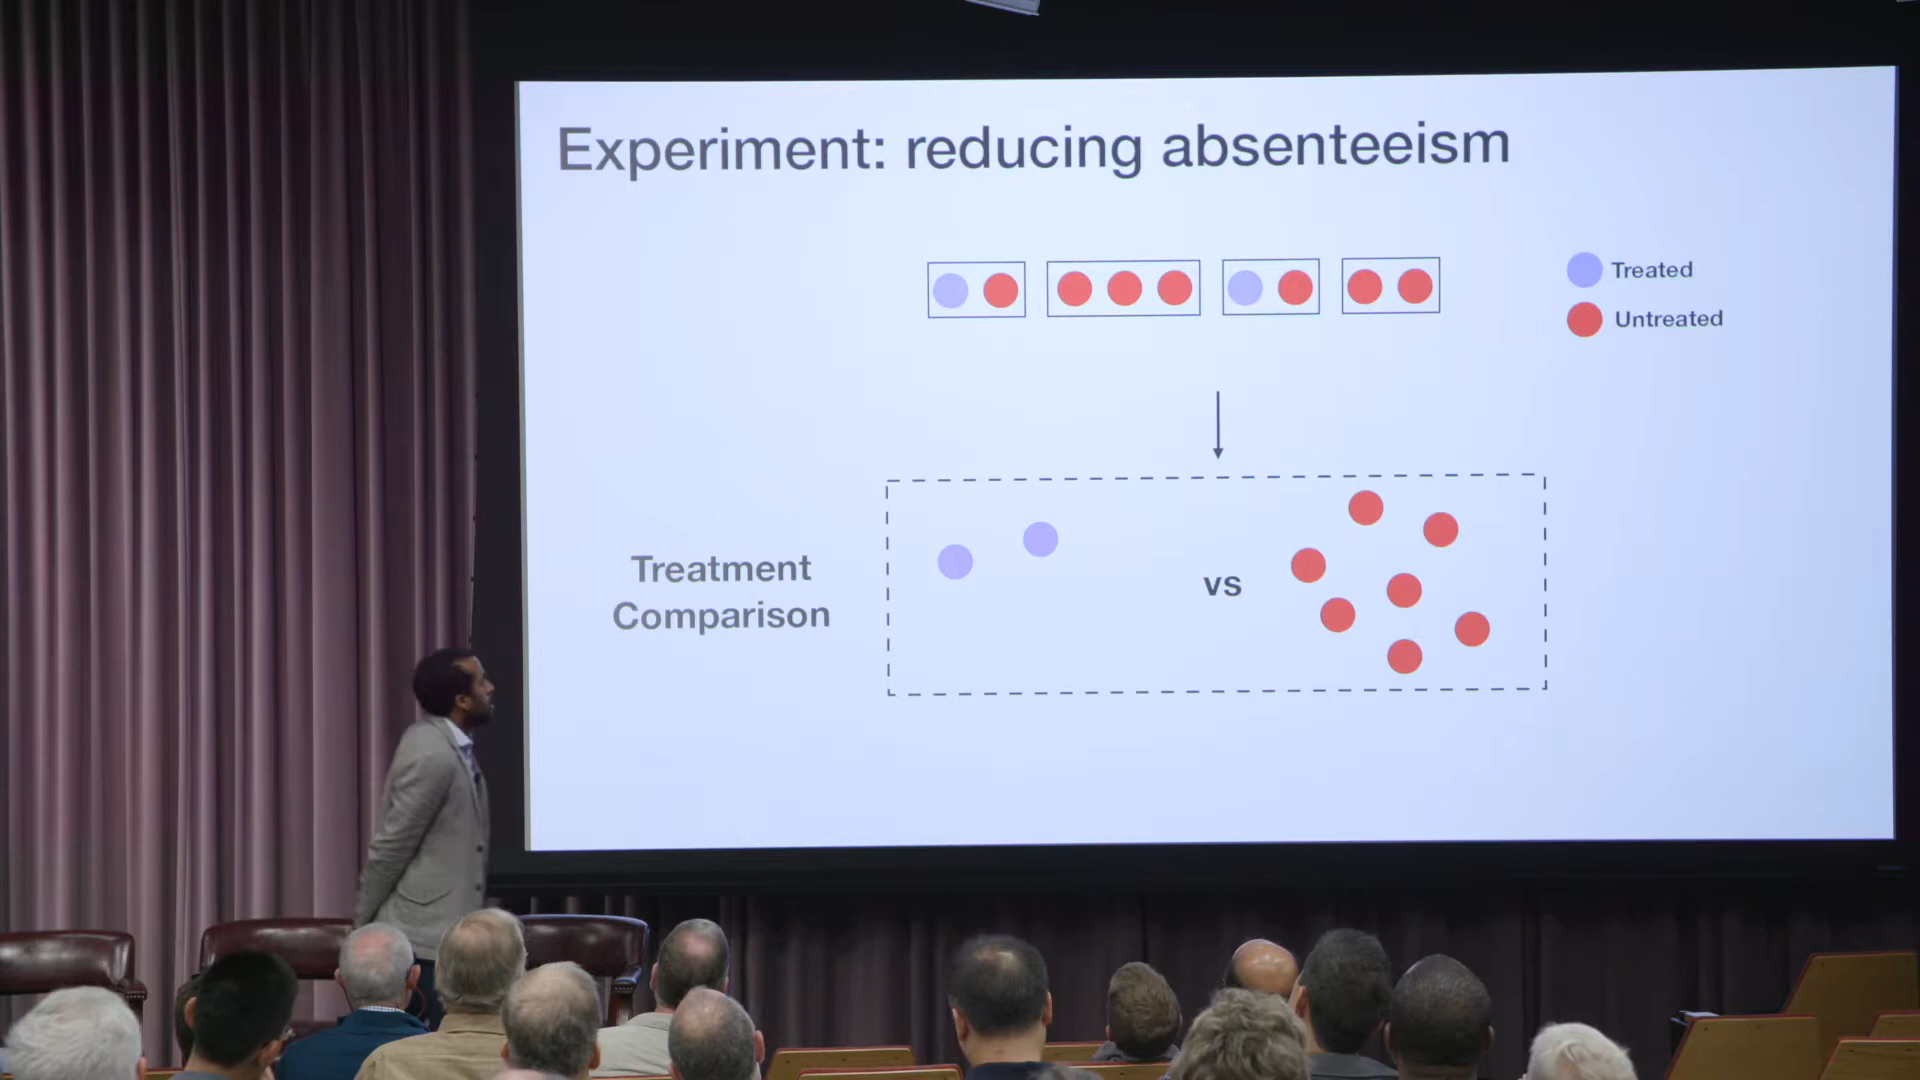 Experiment: reducing absenteeism
Treated
Untreated
Treatment
Comparison
vs